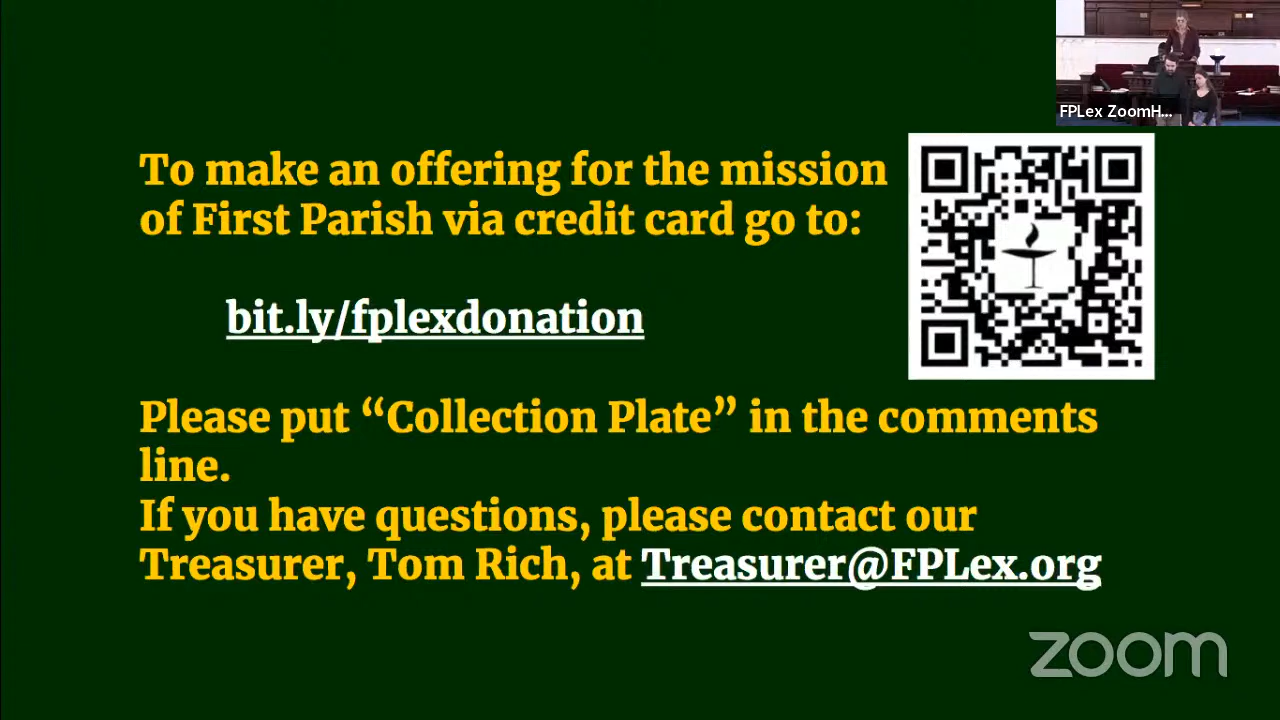 FPLex ZoomH...
To make an offering for the mission
of First Parish via credit card go to:
bit.ly/fplexdonation
Please put “Collection Plate” in the comments
line.
If you have questions, please contact our
Treasurer, Tom Rich, at Treasurer@FPLex.org
zoom